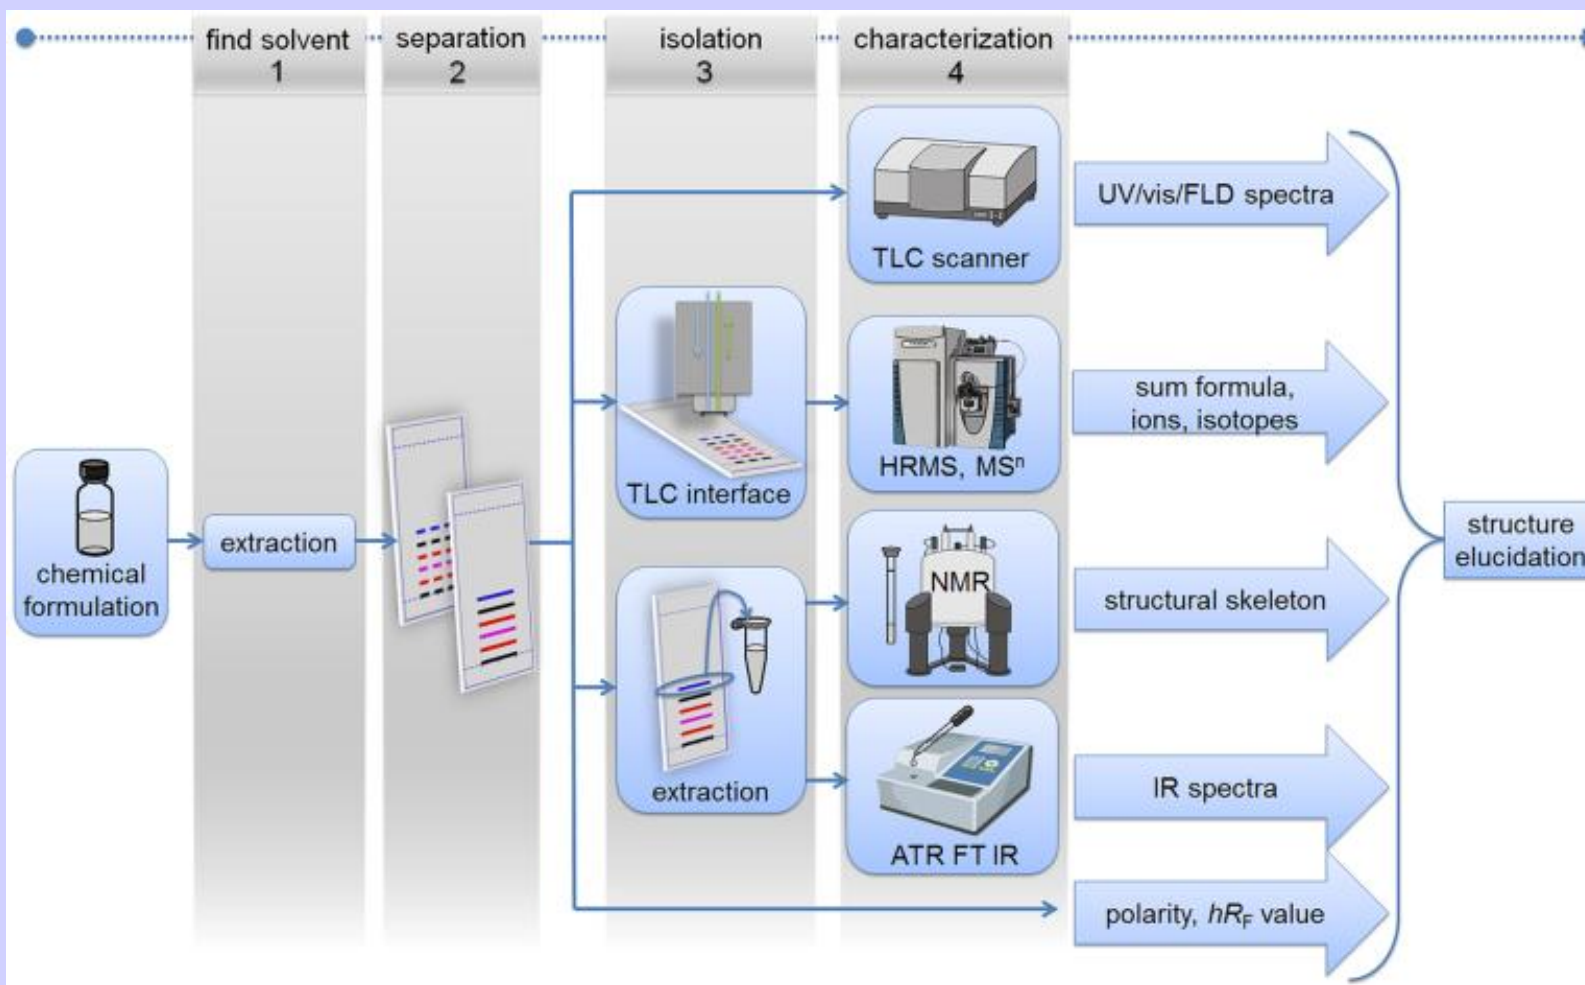 find solvent
1
separation
2
isolation
3
characterization
4
TLC scanner
UV/vis/FLD spectra
TLC interface
HRMS, MSⁿ
sum formula,
ions, isotopes
chemical
formulation
extraction
NMR
structural skeleton
structure
elucidation
extraction
ATR FT IR
IR spectra
polarity, hRF value